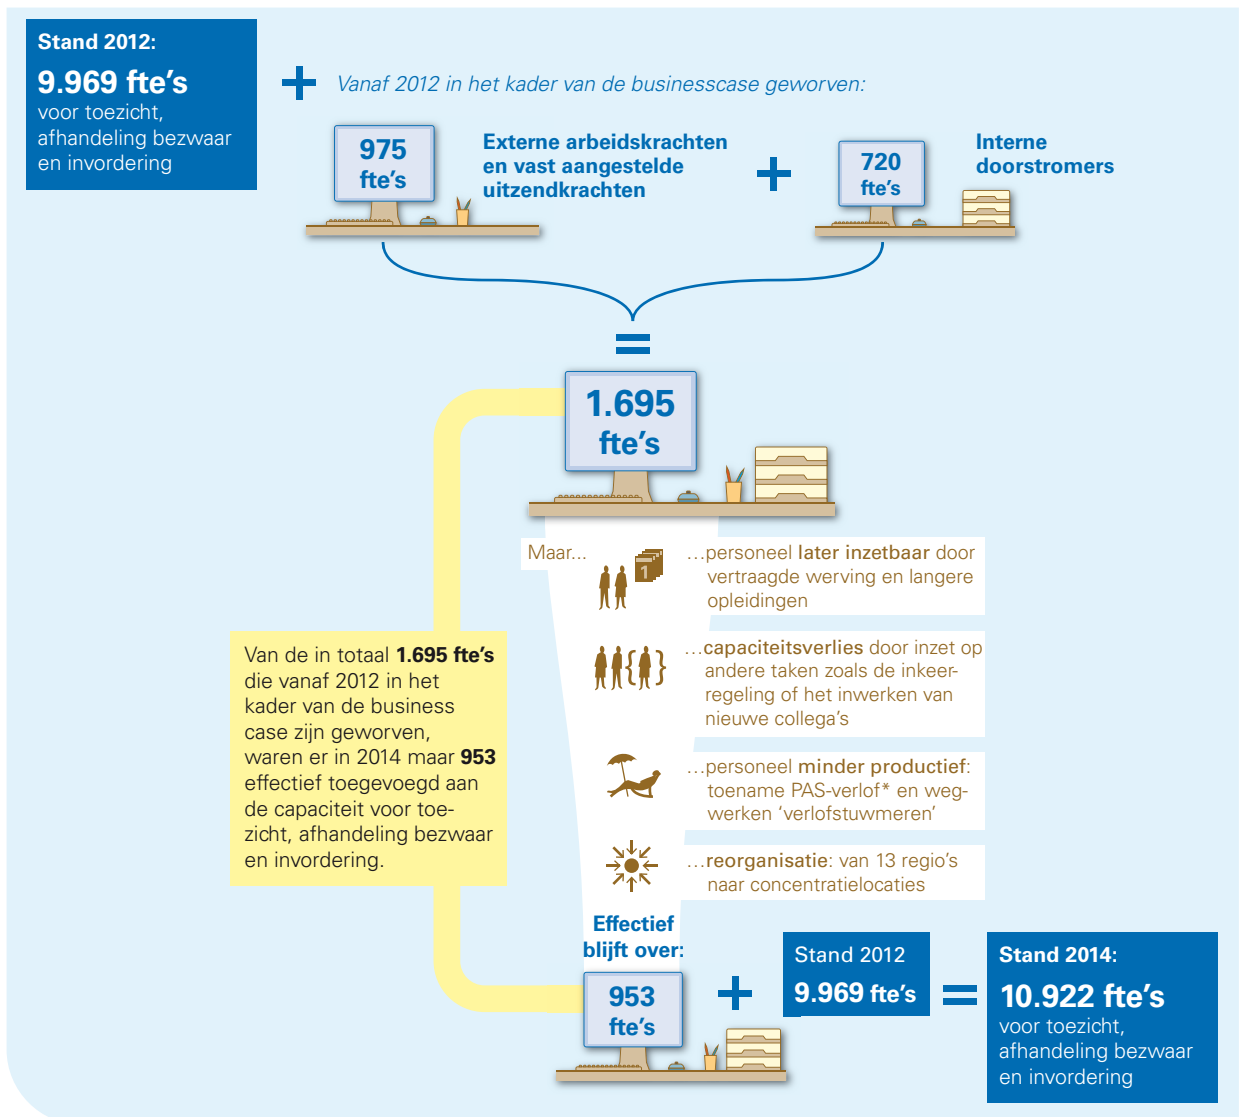 Stand 2012:
9.969 fte's
voor toezicht,
afhandeling bezwaar
en invordering
+ Vanaf 2012 in het kader van de businesscase geworven:
975
fte's
Externe arbeidskrachten
en vast aangestelde
uitzendkrachten
+
720
fte's
Interne
doorstromers
=
1.695
fte's
Maar...
1
...personeel later inzetbaar door
vertraagde werving en langere
opleidingen
...capaciteitsverlies door inzet op
andere taken zoals de inkeer-
regeling of het inwerken van
nieuwe collega's
...personeel minder productief:
toename PAS-verlof* en weg-
werken 'verlofstuwmeren'
...reorganisatie: van 13 regio's
naar concentratielocaties
Van de in totaal 1.695 fte's
die vanaf 2012 in het
kader van de business
case zijn geworven,
waren er in 2014 maar 953
effectief toegevoegd aan
de capaciteit voor toe-
zicht, afhandeling bezwaar
en invordering.
Effectief
blijft over:
953
fte's
+
Stand 2012
9.969 fte's
=
Stand 2014:
10.922 fte's
voor toezicht,
afhandeling bezwaar
en invordering